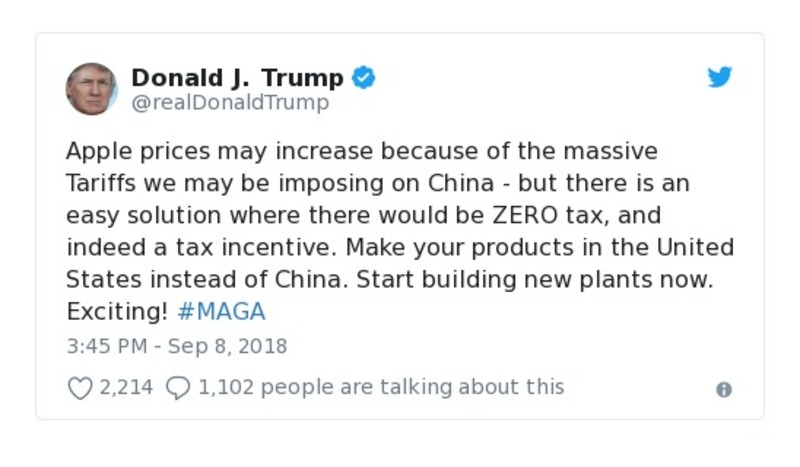 Donald J. Trump
@realDonaldTrump
Apple prices may increase because of the massive
Tariffs we may be imposing on China - but there is an
easy solution where there would be ZERO tax, and
indeed a tax incentive. Make your products in the United
States instead of China. Start building new plants now.
Exciting! #MAGA
3:45 PM - Sep 8, 2018
2,214 1,102 people are talking about this